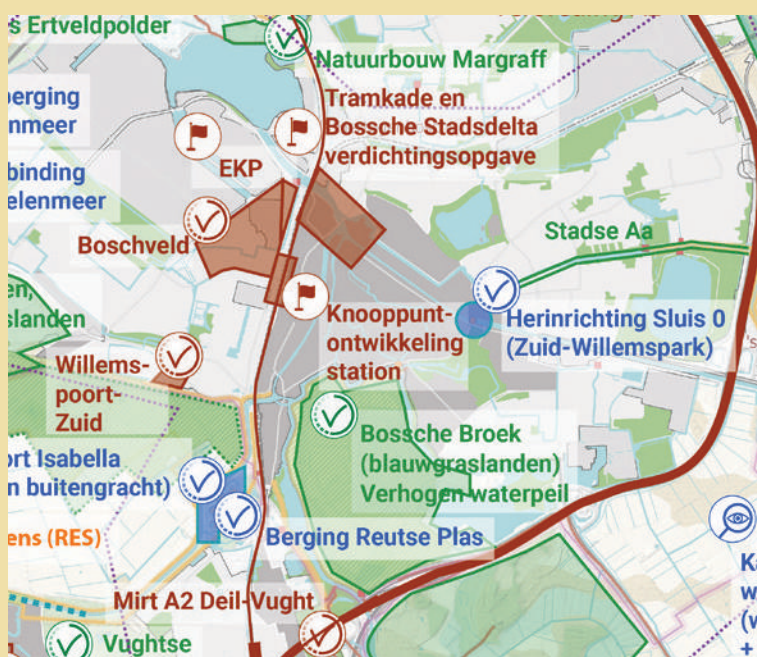 s Ertveldpolder
Natuurbouw Margraff
berging
enmeer
Tramkade en
Bossche Stadsdelta
verdichtingsopgave
EKP
binding
elenmeer
Boschveld
Stadse Aa
en,
slanden
Knooppunt-
ontwikkeling
station
Herinrichting Sluis 0
(Zuid-Willemspark)
's
Willems-
poort-
Zuid
Bossche Broek
(blauwgraslanden)
Verhogen waterpeil
ort Isabella
n buitengracht)
Berging Reutse Plas
ens (RES)
Mirt A2 Deil-Vught
Vughtse
Ka
w
(w
+